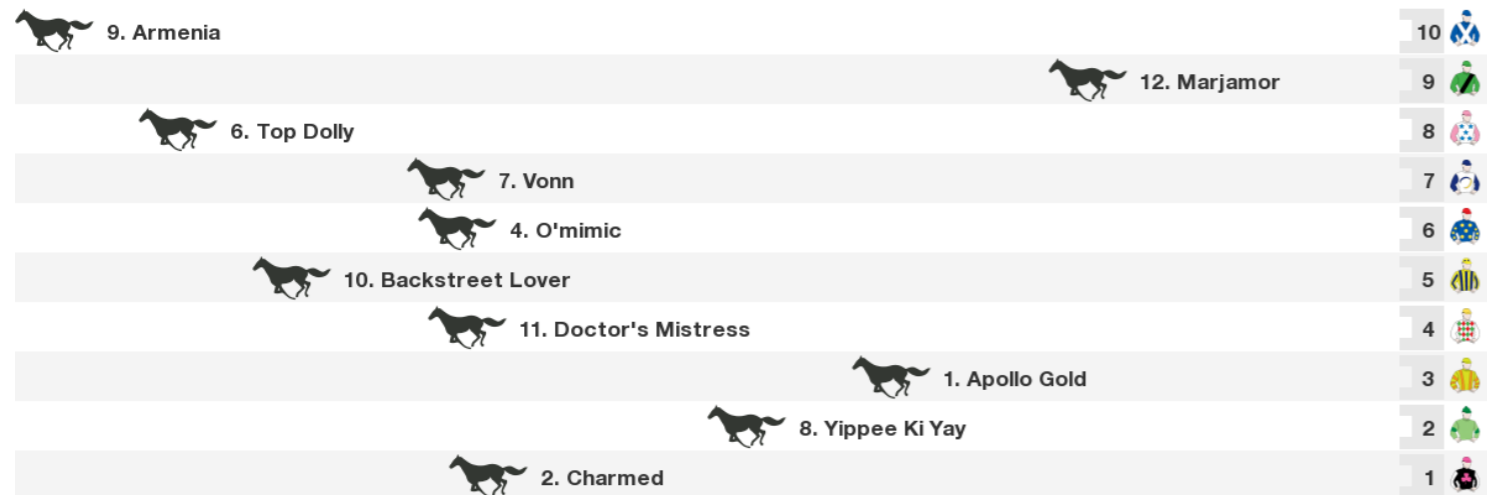 9. Armenia 10
12. Marjamor 9
6. Top Dolly 8
7. Vonn 7
4. O'mimic 6
10. Backstreet Lover 5
11. Doctor's Mistress 4
1. Apollo Gold 3
8. Yippee Ki Yay 2
2. Charmed 1